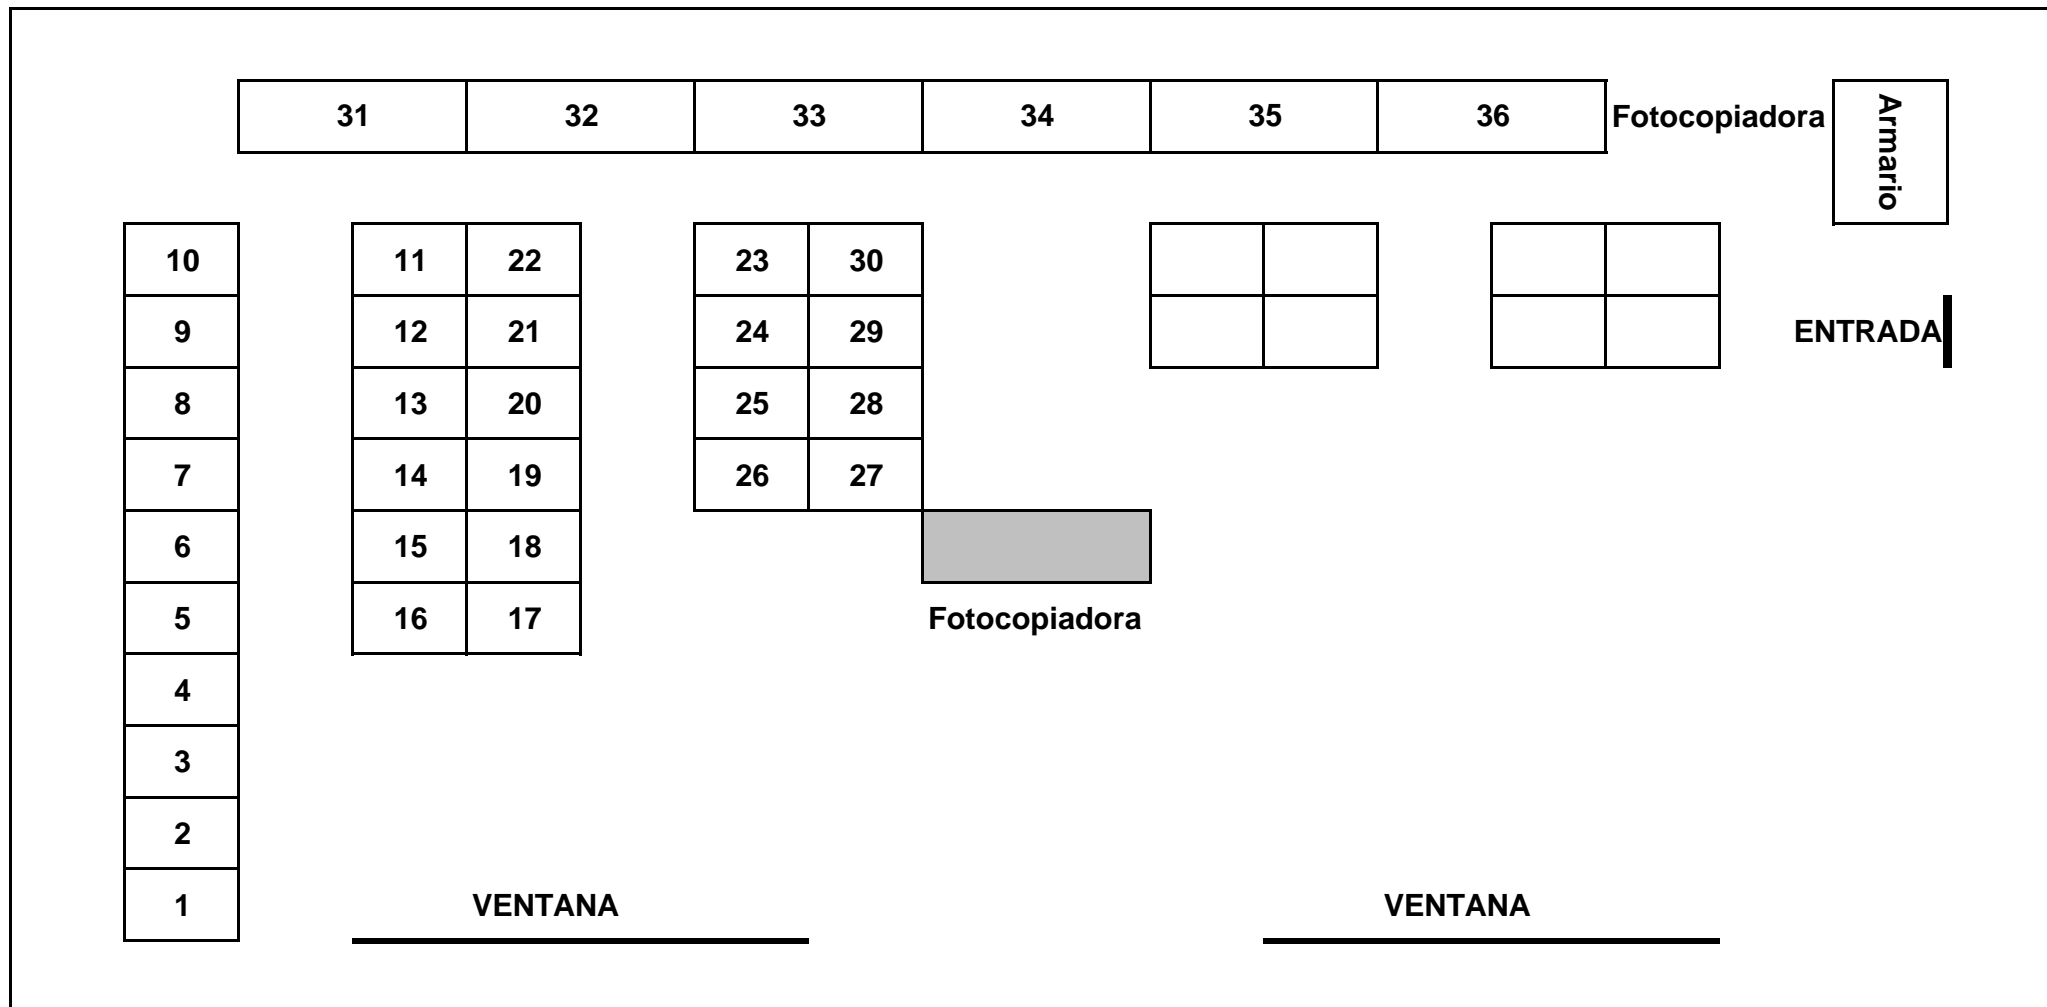 31 32 33 34 35 36 Fotocopiadora Armario
10 11 22 23 30
9 12 21 24 29 ENTRADA
8 13 20 25 28
7 14 19 26 27
6 15 18
5 16 17 Fotocopiadora
4
3
2
1 VENTANA VENTANA